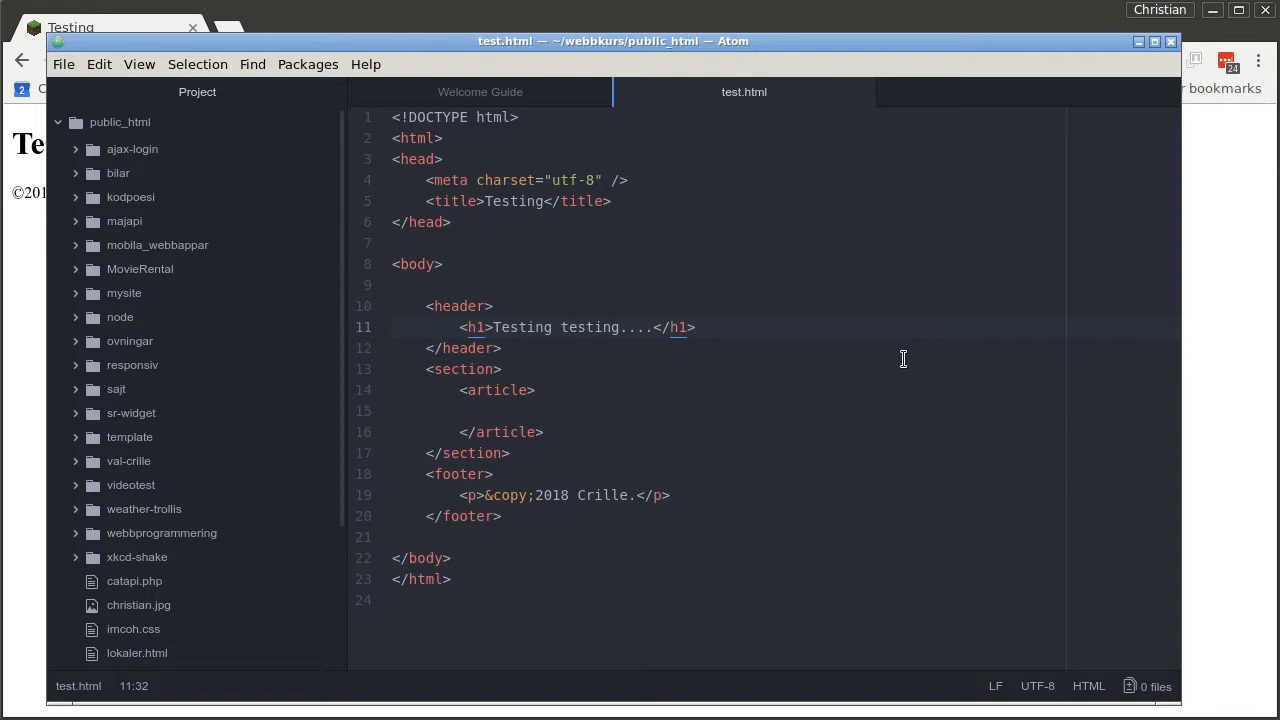 Christian
Testing
test.html — ~/webbkurs/public_html — Atom
File Edit View Selection Find Packages Help
24
2
bookmarks
Project
Welcome Guide
test.html
public_html
ajax-login
bilar
kodpoesi
majapi
mobila_webbappar
MovieRental
mysite
node
ovningar
responsiv
sajt
sr-widget
template
val-crille
videotest
weather-trollis
webbprogrammering
xkcd-shake
catapi.php
christian.jpg
imcoh.css
lokaler.html
1 <!DOCTYPE html>
2 <html>
3 <head>
4     <meta charset="utf-8" />
5     <title>Testing</title>
6 </head>
7
8 <body>
9
10     <header>
11         <h1>Testing testing....</h1>
12     </header>
13     <section>
14         <article>
15
16         </article>
17     </section>
18     <footer>
19         <p>&copy;2018 Crille.</p>
20     </footer>
21
22 </body>
23 </html>
24
test.html 11:32
LF UTF-8 HTML 0 files